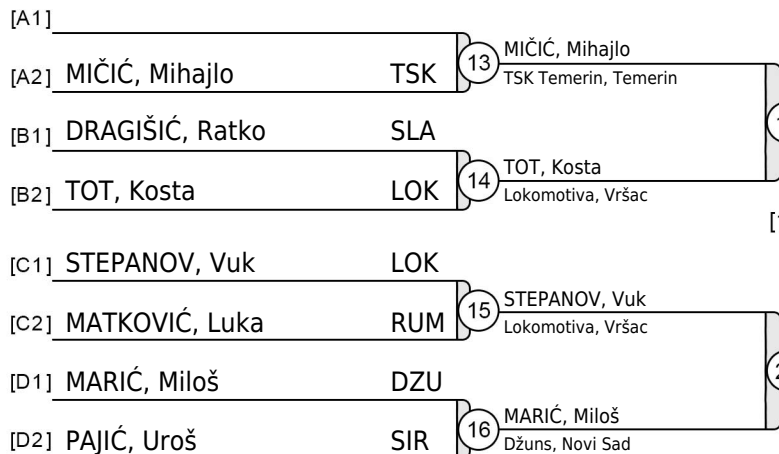 [A1]
[A2] MIČIĆ, Mihajlo TSK
13
MIČIĆ, Mihajlo
TSK Temerin, Temerin
[B1] DRAGIŠIĆ, Ratko SLA
[B2] TOT, Kosta LOK
14
TOT, Kosta
Lokomotiva, Vršac
[C1] STEPANOV, Vuk LOK
[C2] MATKOVIĆ, Luka RUM
15
STEPANOV, Vuk
Lokomotiva, Vršac
[D1] MARIĆ, Miloš DZU
[D2] PAJIĆ, Uroš SIR
16
MARIĆ, Miloš
Džuns, Novi Sad